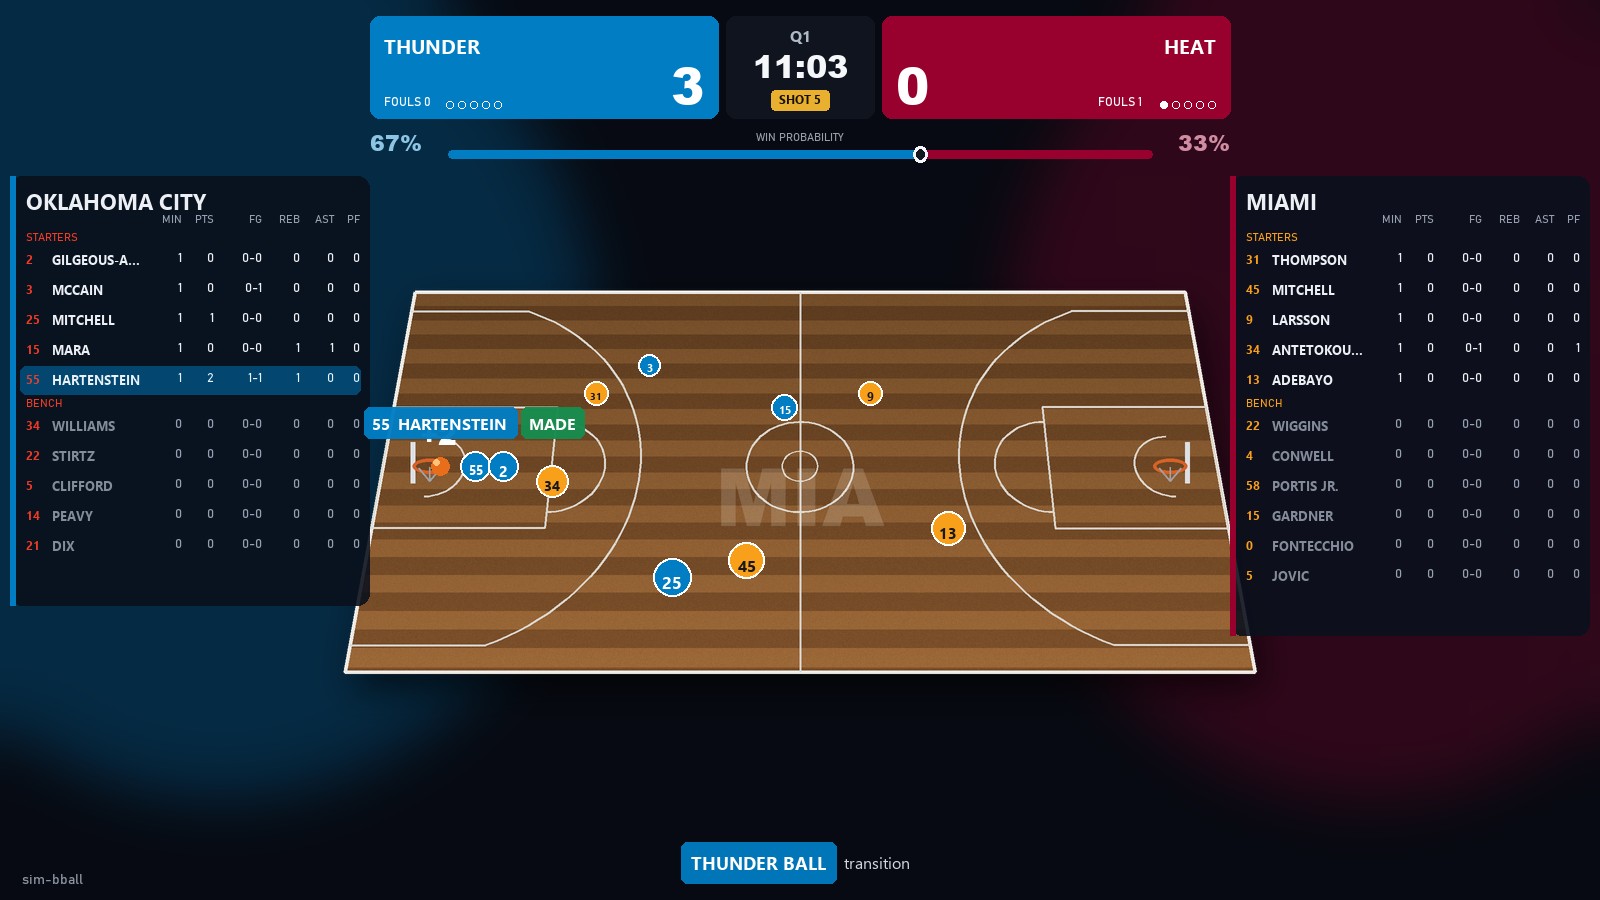 THUNDER
3
FOULS 0
Q1
11:03
SHOT 5
HEAT
0
FOULS 1
67%
WIN PROBABILITY
33%
OKLAHOMA CITY
MIN PTS FG REB AST PF
STARTERS
2 GILGEOUS-A... 1 0 0-0 0 0 0
3 MCCAIN 1 0 0-1 0 0 0
25 MITCHELL 1 1 0-0 0 0 0
15 MARA 1 0 0-0 1 1 0
55 HARTENSTEIN 1 2 1-1 1 0 0
BENCH
34 WILLIAMS 0 0 0-0 0 0 0
22 STIRTZ 0 0 0-0 0 0 0
5 CLIFFORD 0 0 0-0 0 0 0
14 PEAVY 0 0 0-0 0 0 0
21 DIX 0 0 0-0 0 0 0
MIAMI
MIN PTS FG REB AST PF
STARTERS
31 THOMPSON 1 0 0-0 0 0 0
45 MITCHELL 1 0 0-0 0 0 0
9 LARSSON 1 0 0-0 0 0 0
34 ANTETOKOU... 1 0 0-1 0 0 1
13 ADEBAYO 1 0 0-0 0 0 0
BENCH
22 WIGGINS 0 0 0-0 0 0 0
4 CONWELL 0 0 0-0 0 0 0
58 PORTIS JR. 0 0 0-0 0 0 0
15 GARDNER 0 0 0-0 0 0 0
0 FONTECCHIO 0 0 0-0 0 0 0
5 JOVIC 0 0 0-0 0 0 0
3
31
15
9
55 HARTENSTEIN MADE
55
2
34
MIA
13
45
25
THUNDER BALL transition
sim-bball